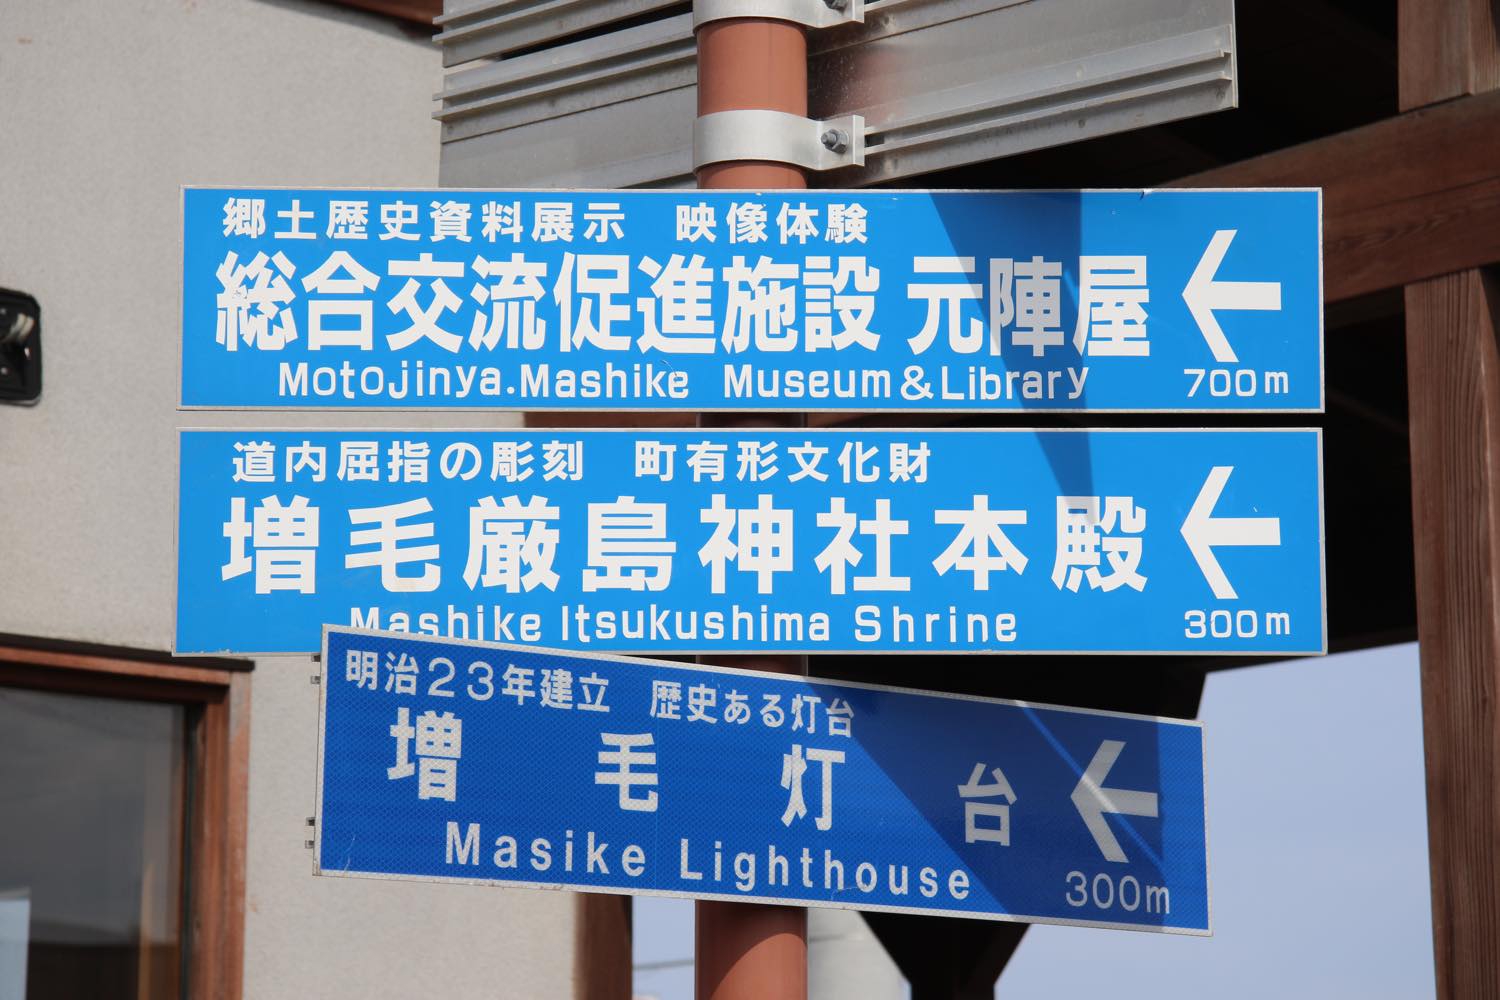 郷土歴史資料展示　映像体験
総合交流促進施設 元陣屋
Motojinya.Mashike Museum&Library
700m
道内屈指の彫刻　町有形文化財
増毛厳島神社本殿
Mashike Itsukushima Shrine
300m
明治23年建立　歴史ある灯台
増毛灯台
Masike Lighthouse
300m